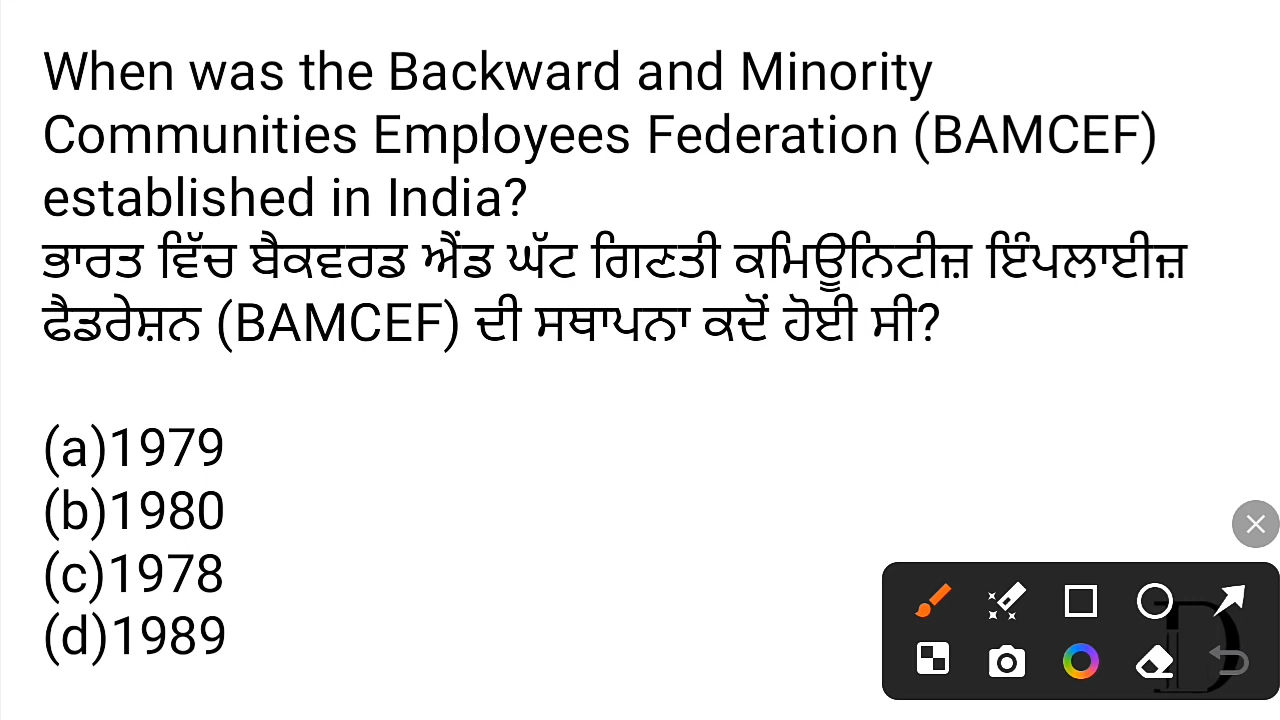 When was the Backward and Minority
Communities Employees Federation (BAMCEF)
established in India?
ਭਾਰਤ ਵਿੱਚ ਬੈਕਵਰਡ ਐਂਡ ਘੱਟ ਗਿਣਤੀ ਕਮਿਊਨਿਟੀਜ਼ ਇੰਪਲਾਈਜ਼
ਫੈਡਰੇਸ਼ਨ (BAMCEF) ਦੀ ਸਥਾਪਨਾ ਕਦੋਂ ਹੋਈ ਸੀ?
(a)1979
(b)1980
(c)1978
(d)1989